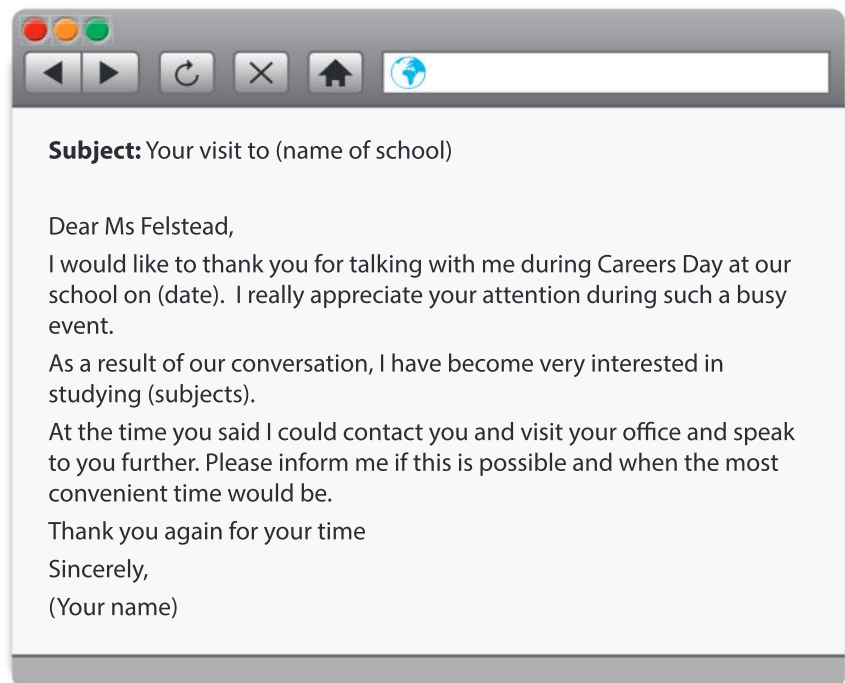 Subject: Your visit to (name of school)
Dear Ms Felstead,
I would like to thank you for talking with me during Careers Day at our
school on (date).  I really appreciate your attention during such a busy
event.
As a result of our conversation, I have become very interested in
studying (subjects).
At the time you said I could contact you and visit your office and speak
to you further. Please inform me if this is possible and when the most
convenient time would be.
Thank you again for your time
Sincerely,
(Your name)